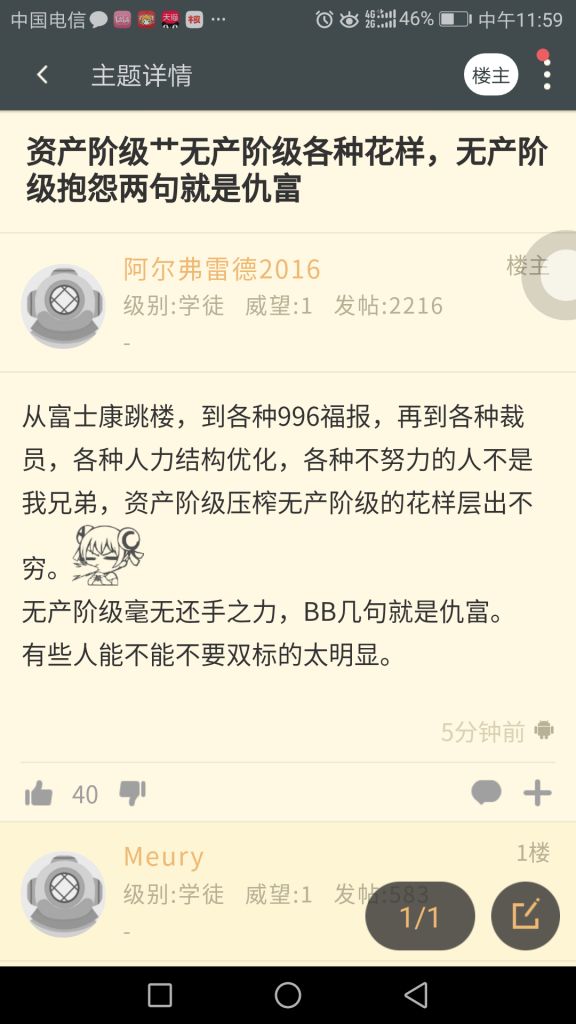 中国电信 46% 中午11:59
主题详情 楼主
资产阶级艹无产阶级各种花样，无产阶
级抱怨两句就是仇富
阿尔弗雷德2016 楼主
级别:学徒 威望:1 发帖:2216
-
从富士康跳楼，到各种996福报，再到各种裁
员，各种人力结构优化，各种不努力的人不是
我兄弟，资产阶级压榨无产阶级的花样层出不
穷。
无产阶级毫无还手之力，BB几句就是仇富。
有些人能不能不要双标的太明显。
5分钟前
40
Meury 1楼
级别:学徒 威望:1 发帖:583
-
1/1